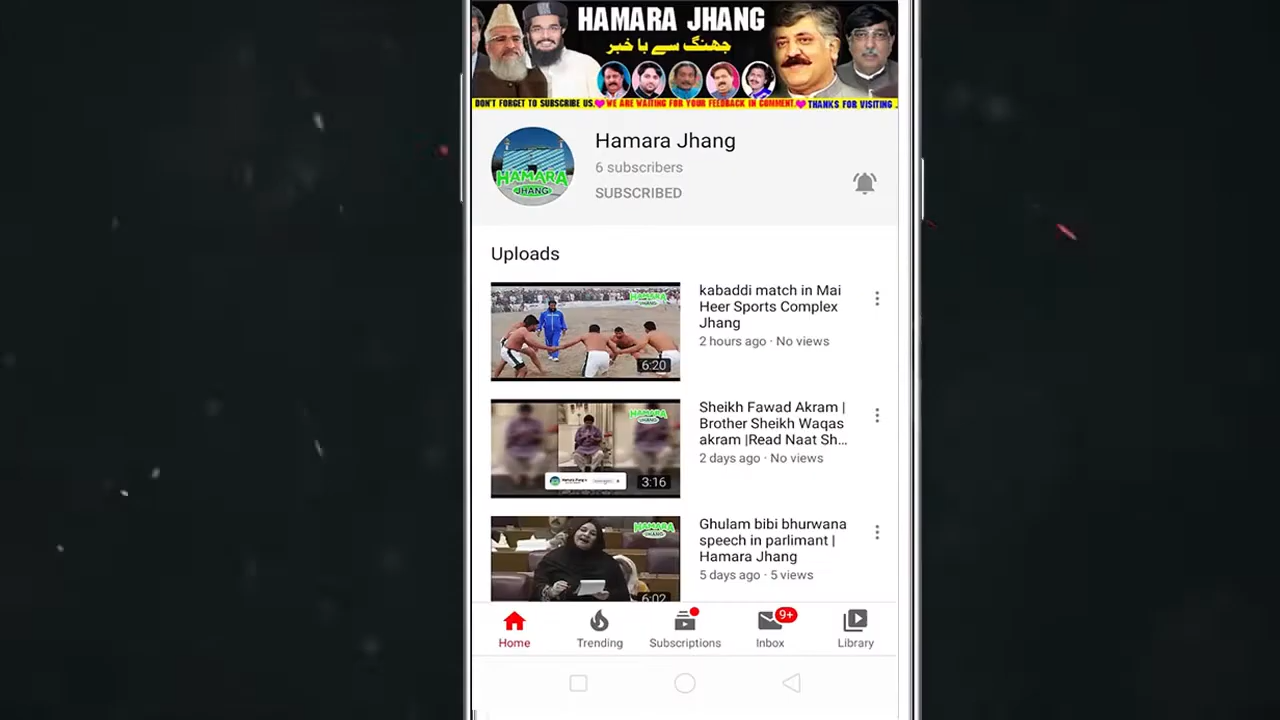 HAMARA JHANG
جھنگ سے با خبر
DON'T FORGET TO SUBSCRIBE US. WE ARE WAITING FOR YOUR FEEDBACK IN COMMENT. THANKS FOR VISITING .
HAMARA
JHANG
Hamara Jhang
6 subscribers
SUBSCRIBED
Uploads
HAMARA
JHANG
6:20
kabaddi match in Mai
Heer Sports Complex
Jhang
2 hours ago · No views
HAMARA
JHANG
3:16
Sheikh Fawad Akram |
Brother Sheikh Waqas
akram |Read Naat Sh...
2 days ago · No views
HAMARA
JHANG
6:02
Ghulam bibi bhurwana
speech in parlimant |
Hamara Jhang
5 days ago · 5 views
9+
Home Trending Subscriptions Inbox Library